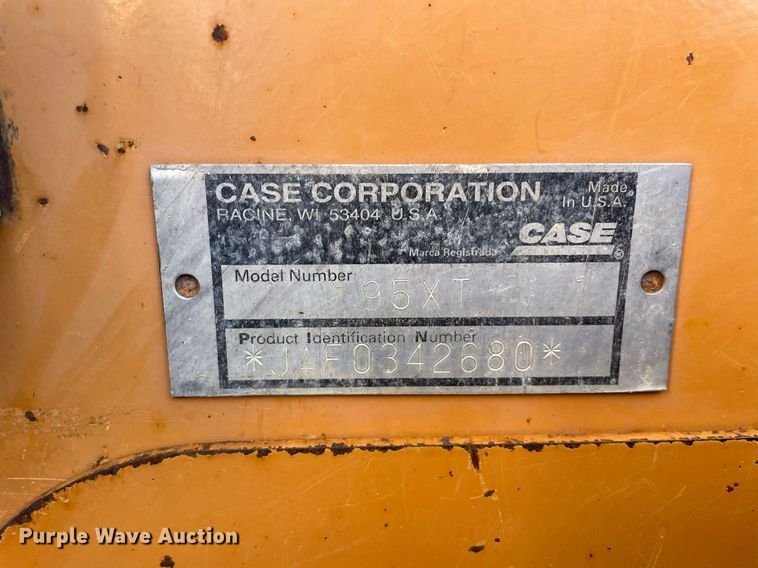 CASE CORPORATION
RACINE, WI 53404 U.S.A.
Made
In U.S.A.
CASE
®
Marca Registrada
Model Number
95XT
Product Identification Number
*JAF0342680*
Purple Wave Auction